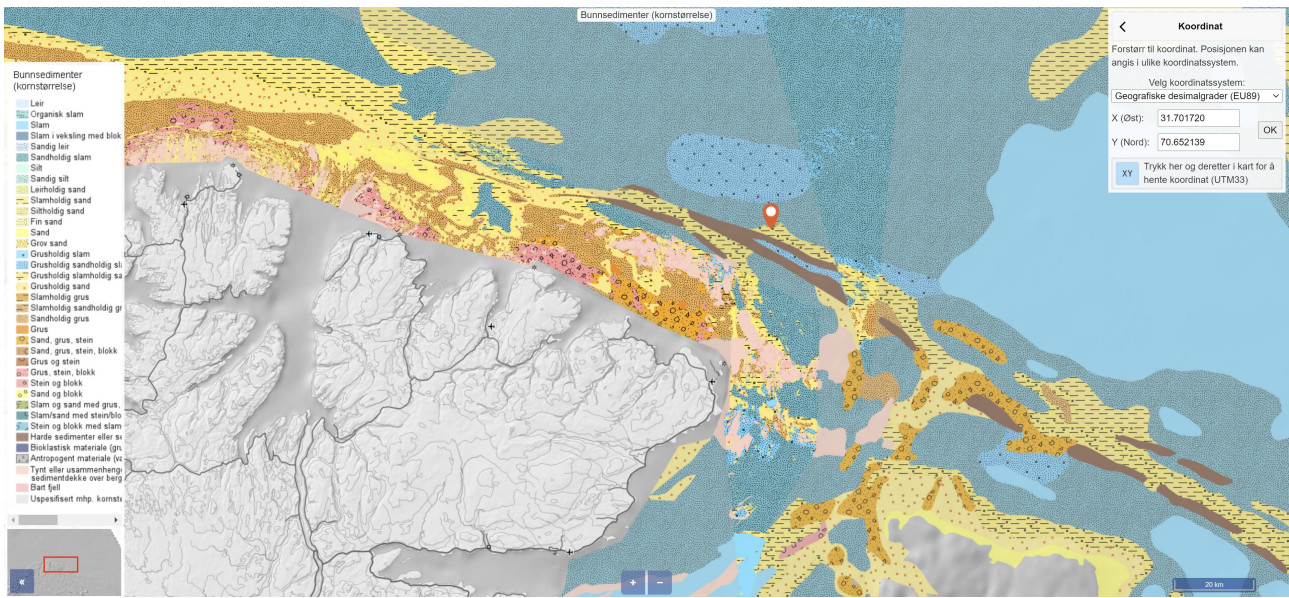 Bunnsedimenter (kornstørrelse)
Koordinat
Forstørr til koordinat. Posisjonen kan
angis i ulike koordinatssystem.
Velg koordinatssystem:
Geografiske desimalgrader (EU89)
X (Øst): 31.701720
Y (Nord): 70.652139
OK
XY
Trykk her og deretter i kart for å
hente koordinat (UTM33)
Bunnsedimenter
(kornstørrelse)
Leir
Organisk slam
Slam
Slam i veksling med blok
Sandig leir
Sandholdig slam
Silt
Sandig silt
Leirholdig sand
Slamholdig sand
Siltholdig sand
Fin sand
Sand
Grov sand
Grusholdig slam
Grusholdig sandholdig sl
Grusholdig slamholdig sa
Grusholdig sand
Slamholdig grus
Slamholdig sandholdig gr
Sandholdig grus
Grus
Sand, grus, stein
Sand, grus, stein, blokk
Grus og stein
Grus, stein, blokk
Stein og blokk
Sand og blokk
Slam og sand med grus,
Slam/sand med stein/blo
Stein og blokk med slam
Harde sedimenter eller se
Bioklastisk materiale (gru
Antropogent materiale (va
Tynt eller usammenheng
sedimentdekke over berg
Bart fjell
Uspesifisert mhp. kornstø
«
+ −
20 km